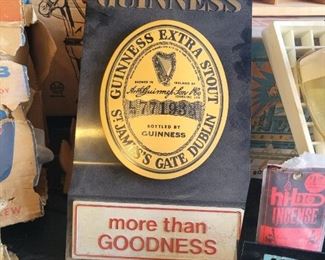 GUINNESS
GUINNESS EXTRA STOUT
BREWED IN IRELAND BY
Arthur Guinness Son & Co.
771938
BOTTLED BY
GUINNESS
ST. JAMES'S GATE DUBLIN
more than
GOODNESS
INCENSE